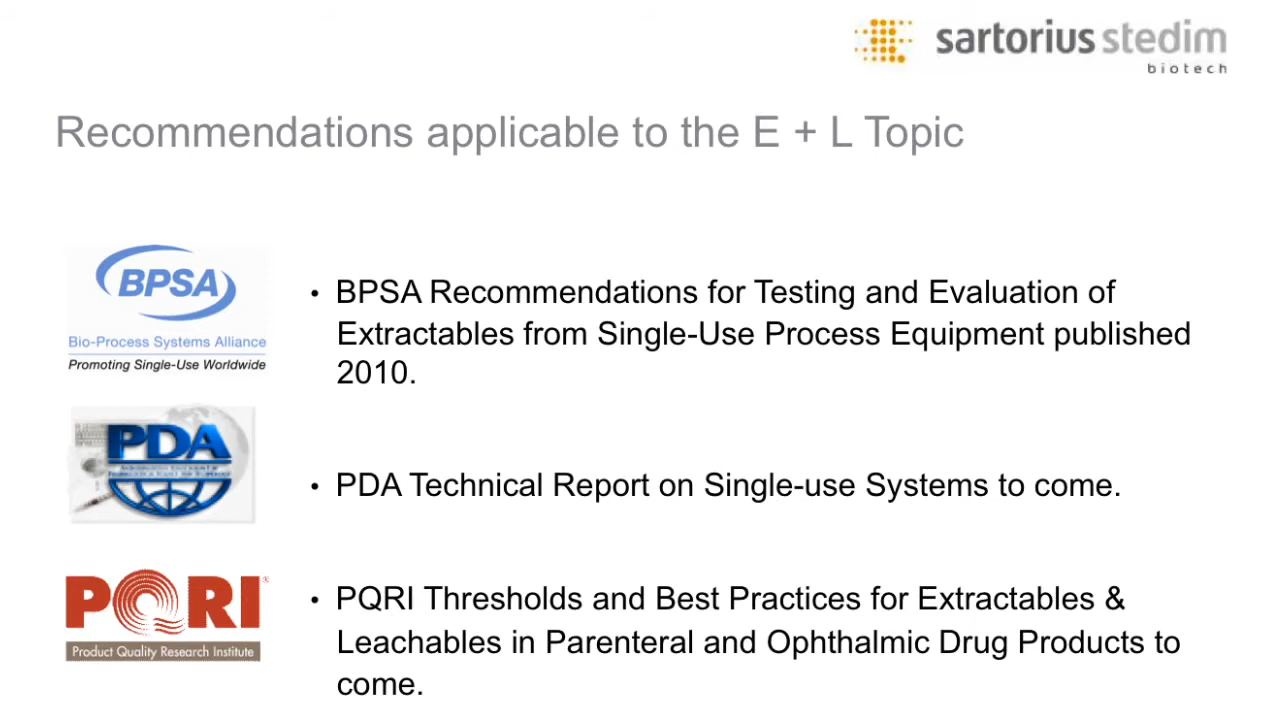 sartorius stedim
biotech
Recommendations applicable to the E + L Topic
BPSA
Bio-Process Systems Alliance
Promoting Single-Use Worldwide
• BPSA Recommendations for Testing and Evaluation of
Extractables from Single-Use Process Equipment published
2010.
PDA
• PDA Technical Report on Single-use Systems to come.
PQRI®
Product Quality Research Institute
• PQRI Thresholds and Best Practices for Extractables &
Leachables in Parenteral and Ophthalmic Drug Products to
come.